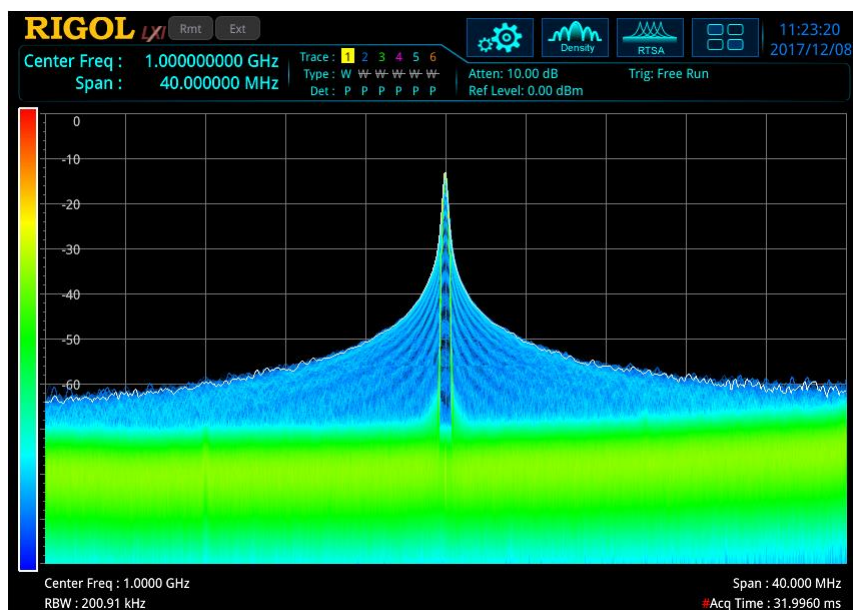 RIGOL LXI Rmt Ext
Density RTSA 11:23:20
2017/12/08
Center Freq : 1.000000000 GHz
Span : 40.000000 MHz
Trace : 1 2 3 4 5 6
Type : W W W W W W
Det : P P P P P P
Atten: 10.00 dB Trig: Free Run
Ref Level: 0.00 dBm
0
-10
-20
-30
-40
-50
-60
Center Freq : 1.0000 GHz Span : 40.000 MHz
RBW : 200.91 kHz #Acq Time : 31.9960 ms